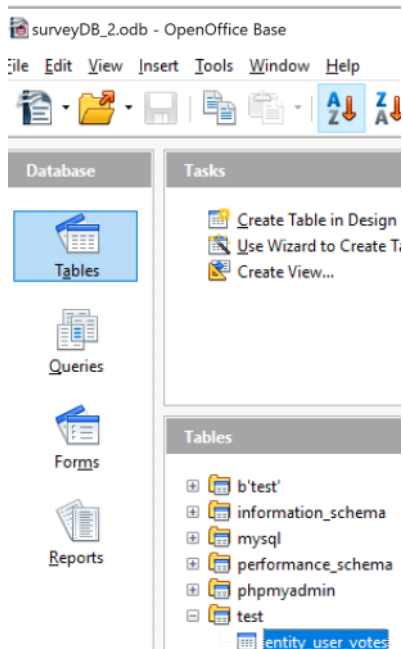 surveyDB_2.odb - OpenOffice Base
File Edit View Insert Tools Window Help
Database
Tables
Queries
Forms
Reports
Tasks
Create Table in Design
Use Wizard to Create Ta
Create View...
Tables
b'test'
information_schema
mysql
performance_schema
phpmyadmin
test
entity_user_votes